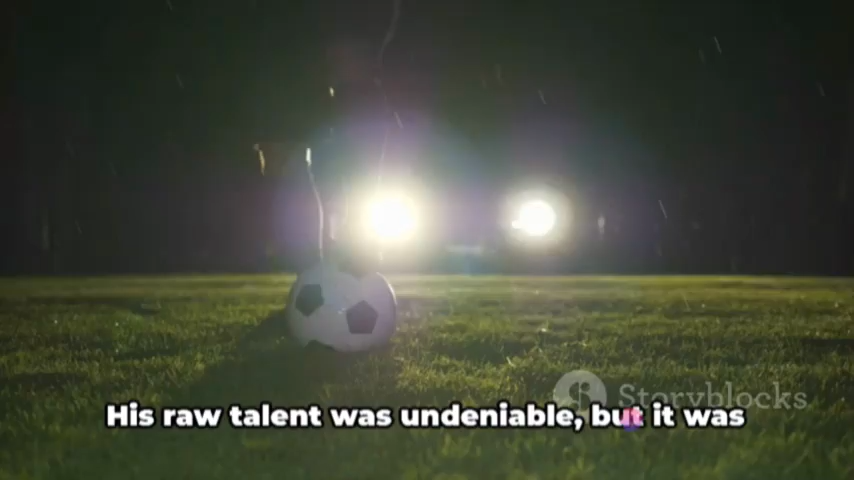 Storyblocks
His raw talent was undeniable, but it was